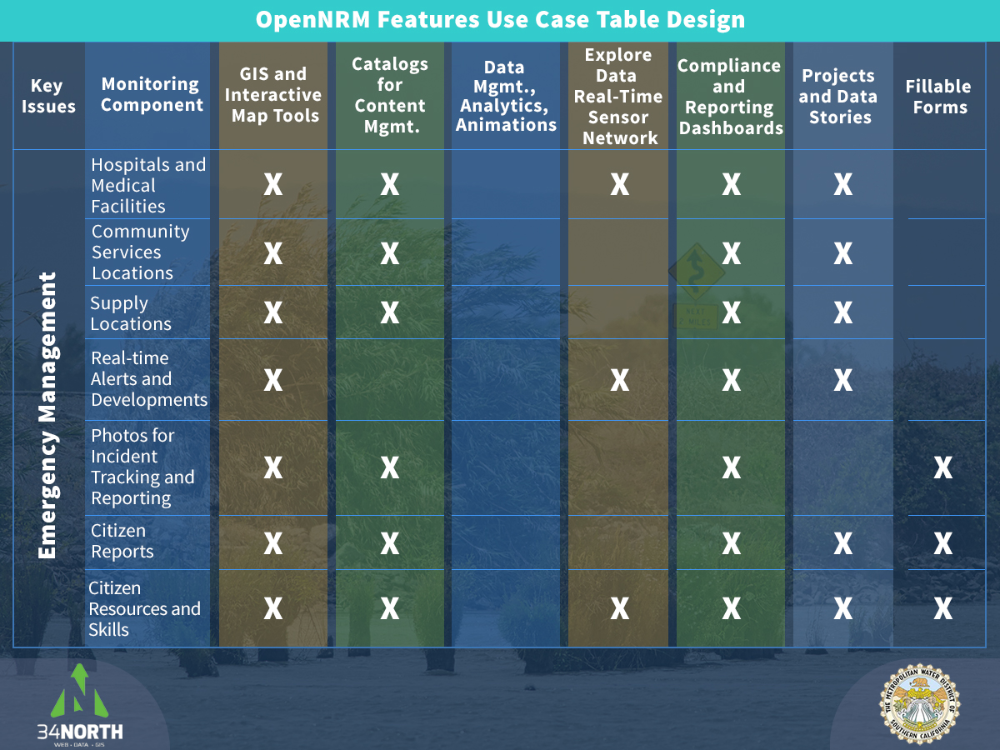 OpenNRM Features Use Case Table Design
Key
Issues
Monitoring
Component
GIS and
Interactive
Map Tools
Catalogs
for
Content
Mgmt.
Data
Mgmt.,
Analytics,
Animations
Explore
Data
Real-Time
Sensor
Network
Compliance
and
Reporting
Dashboards
Projects
and Data
Stories
Fillable
Forms
Emergency Management
Hospitals and
Medical
Facilities
X X X X X
Community
Services
Locations
X X X X
Supply
Locations
X X X X
Real-time
Alerts and
Developments
X X X X
Photos for
Incident
Tracking and
Reporting
X X X X
Citizen
Reports
X X X X X
Citizen
Resources and
Skills
X X X X X X
NEXT
2 MILES
34NORTH
WEB • DATA • GIS
THE METROPOLITAN WATER DISTRICT OF
SOUTHERN CALIFORNIA